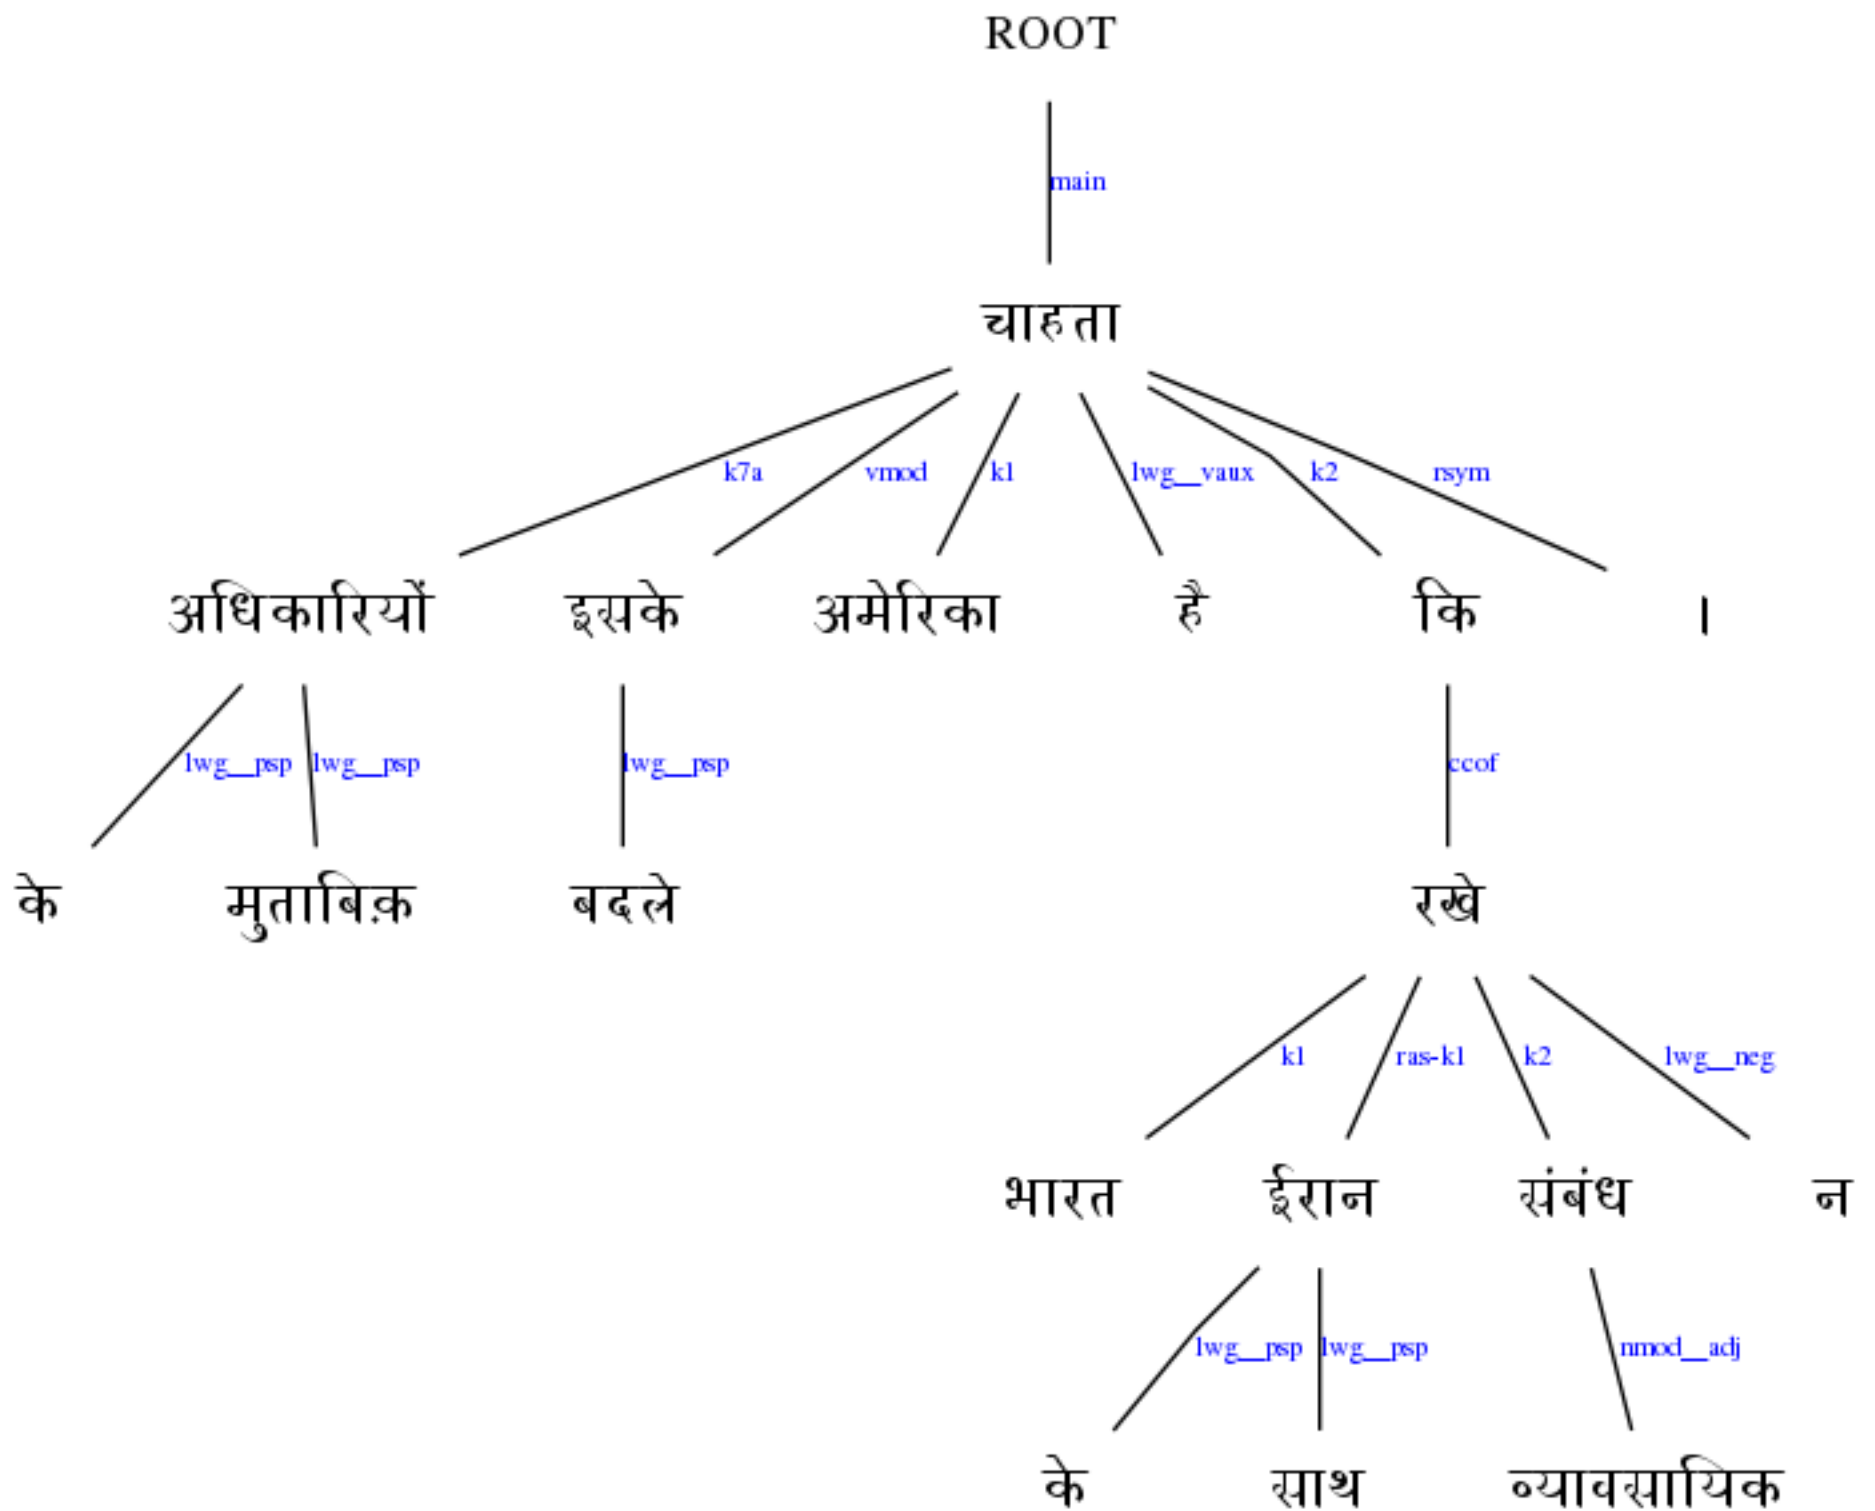 ROOT
main
चाहता
k7a vmod k1 lwg__vaux k2 rsym
अधिकारियों इसके अमेरिका है कि ।
lwg__psp lwg__psp lwg__psp ccof
के मुताबिक़ बदले रखे
k1 ras-k1 k2 lwg__neg
भारत ईरान संबंध न
lwg__psp lwg__psp nmod__adj
के साथ व्यावसायिक